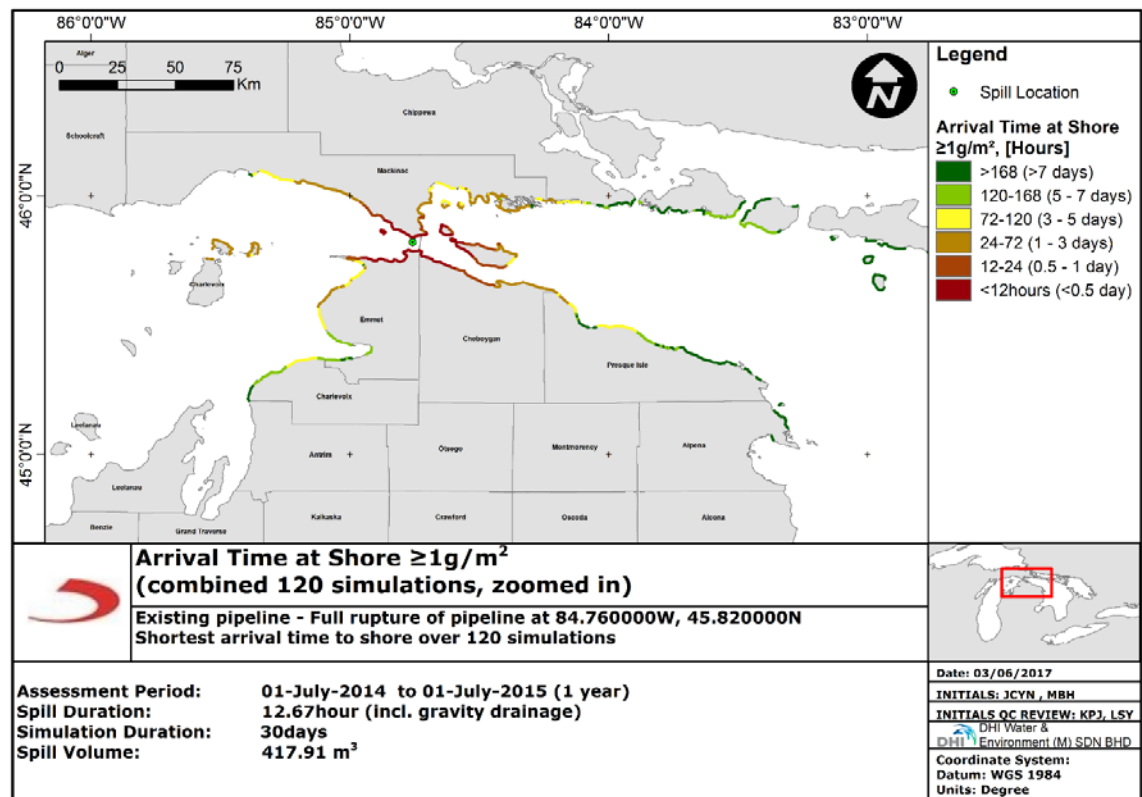 86°0'0"W
85°0'0"W
84°0'0"W
83°0'0"W
46°0'0"N
45°0'0"N
0 25 50 75
Km
N
Alger
Schoolcraft
Chippewa
Mackinac
Charlevoix
Emmet
Cheboygan
Presque Isle
Charlevoix
Leelanau
Antrim
Otsego
Montmorency
Alpena
Leelanau
Benzie
Grand Traverse
Kalkaska
Crawford
Oscoda
Alcona
Legend
Spill Location
Arrival Time at Shore
≥1g/m², [Hours]
>168 (>7 days)
120-168 (5 - 7 days)
72-120 (3 - 5 days)
24-72 (1 - 3 days)
12-24 (0.5 - 1 day)
<12hours (<0.5 day)
Arrival Time at Shore ≥1g/m²
(combined 120 simulations, zoomed in)
Existing pipeline - Full rupture of pipeline at 84.760000W, 45.820000N
Shortest arrival time to shore over 120 simulations
Assessment Period: 01-July-2014 to 01-July-2015 (1 year)
Spill Duration: 12.67hour (incl. gravity drainage)
Simulation Duration: 30days
Spill Volume: 417.91 m³
Date: 03/06/2017
INITIALS: JCYN , MBH
INITIALS QC REVIEW: KPJ, LSY
DHI
DHI Water &
Environment (M) SDN BHD
Coordinate System:
Datum: WGS 1984
Units: Degree